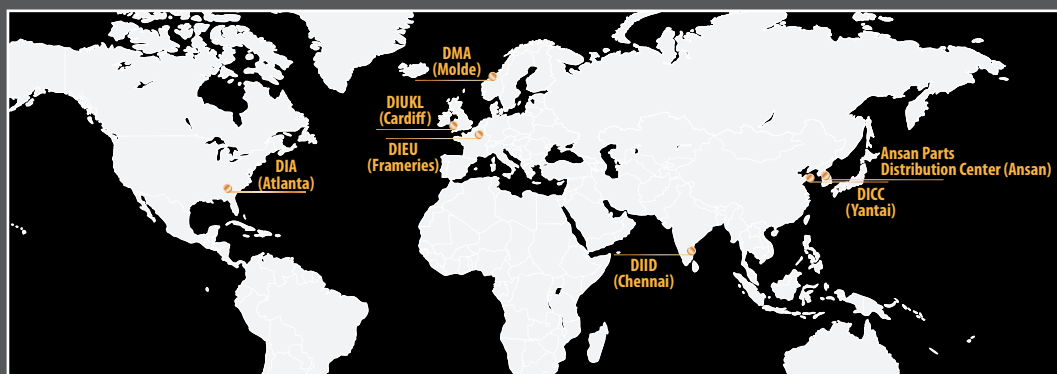 DMA
(Molde)
DIUKL
(Cardiff)
DIEU
(Frameries)
DIA
(Atlanta)
Ansan Parts
Distribution Center (Ansan)
DICC
(Yantai)
DIID
(Chennai)